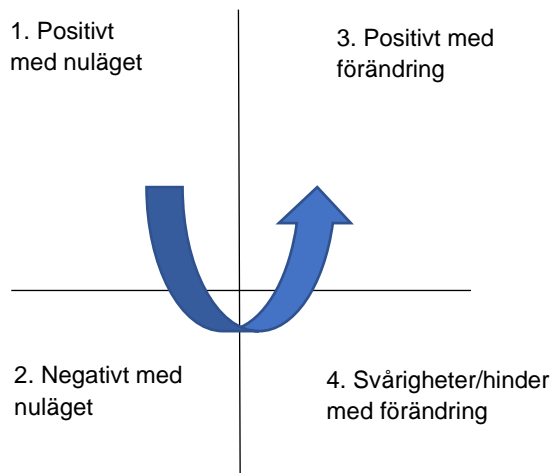 1. Positivt
med nuläget
2. Negativt med
nuläget
3. Positivt med
förändring
4. Svårigheter/hinder
med förändring